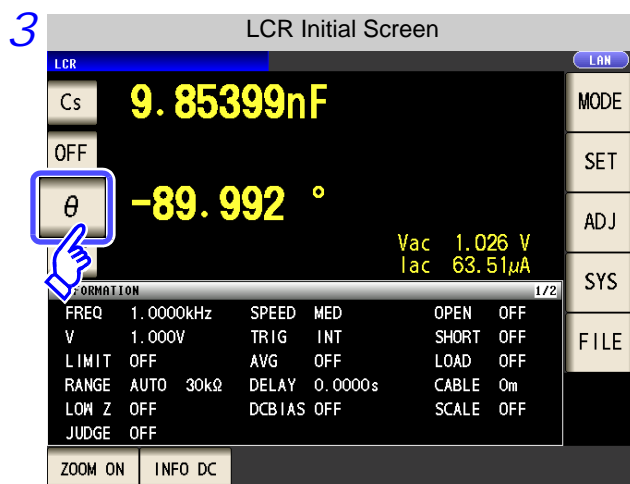 3
LCR Initial Screen
LCR
LAN
Cs 9.85399nF
MODE
OFF
SET
θ -89.992 °
ADJ
Vac 1.026 V
Iac 63.51μA
SYS
FORMATION 1/2
FREQ 1.0000kHz SPEED MED OPEN OFF
V 1.000V TRIG INT SHORT OFF
FILE
LIMIT OFF AVG OFF LOAD OFF
RANGE AUTO 30kΩ DELAY 0.0000s CABLE 0m
LOW Z OFF DCBIAS OFF SCALE OFF
JUDGE OFF
ZOOM ON INFO DC